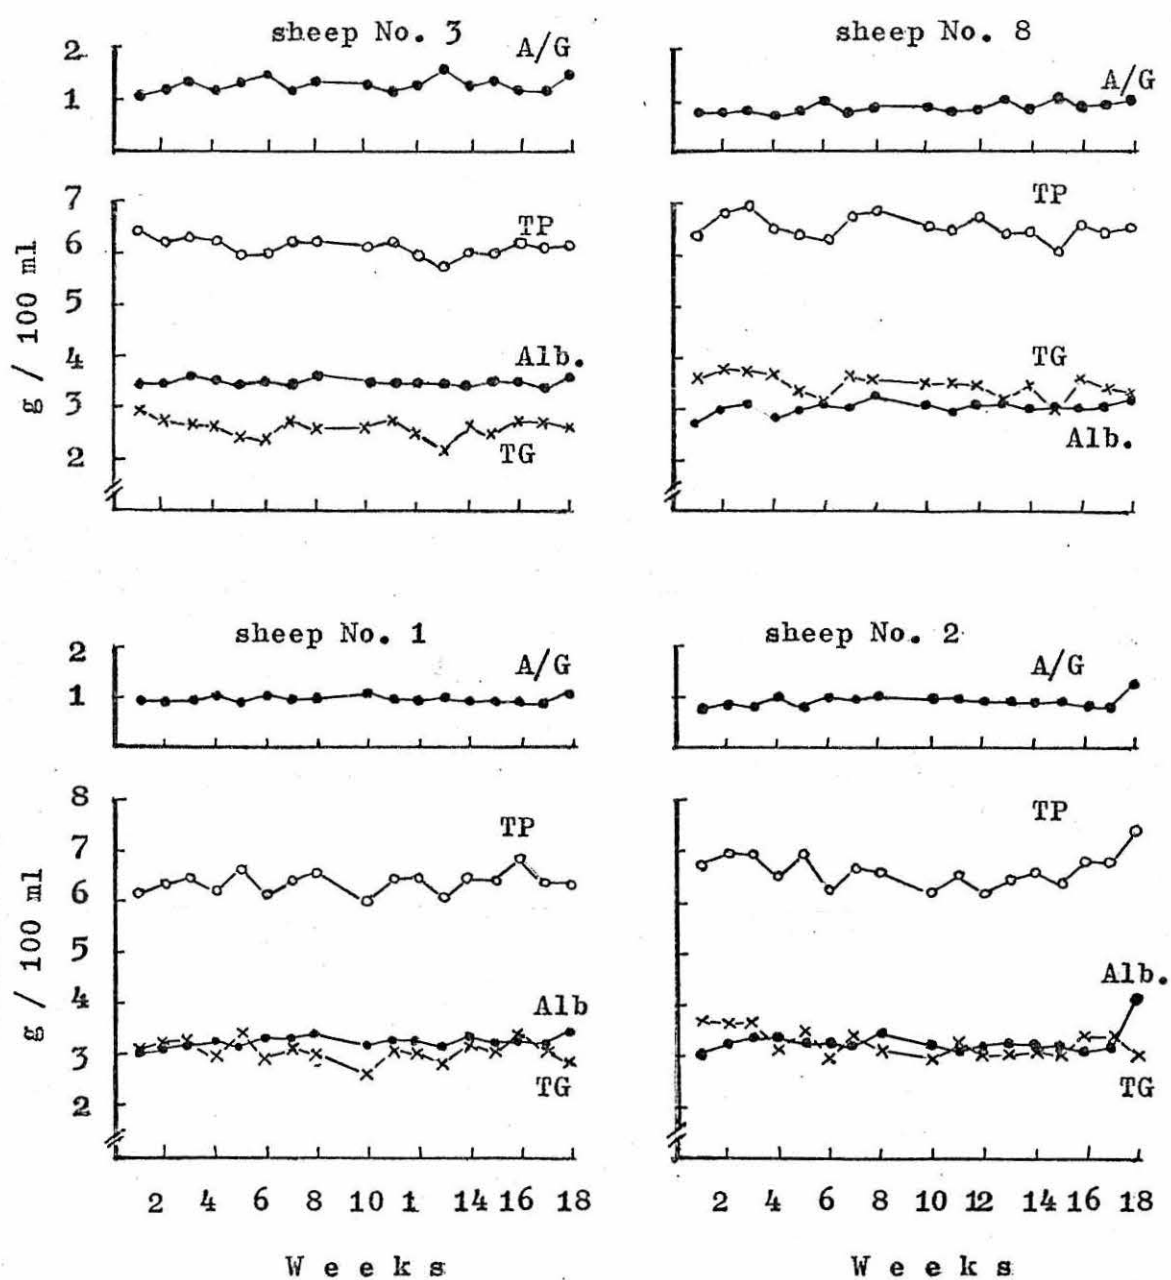 sheep No. 3
sheep No. 8
2
A/G
1
A/G
7
TP
TP
6
5
4
Alb.
TG
3
Alb.
2
TG
g / 100 ml
sheep No. 1
sheep No. 2
2
A/G
A/G
1
8
TP
TP
7
6
5
4
Alb
Alb.
3
TG
TG
2
g / 100 ml
2 4 6 8 10 1 14 16 18
2 4 6 8 10 12 14 16 18
Weeks
Weeks